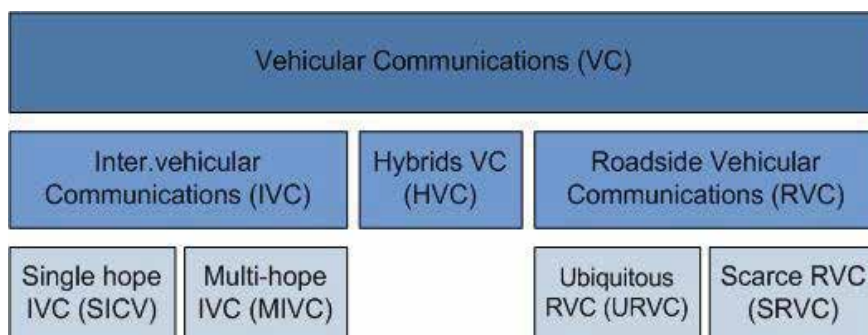 Vehicular Communications (VC)
Inter.vehicular
Communications (IVC)
Hybrids VC
(HVC)
Roadside Vehicular
Communications (RVC)
Single hope
IVC (SICV)
Multi-hope
IVC (MIVC)
Ubiquitous
RVC (URVC)
Scarce RVC
(SRVC)